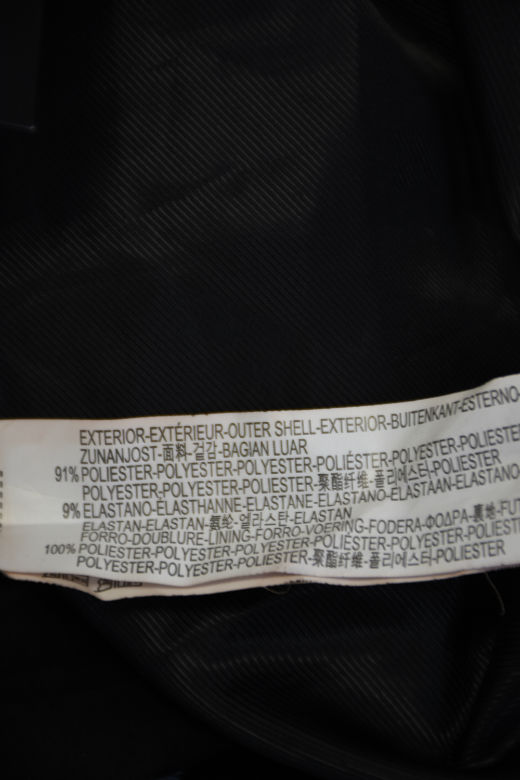 EXTERIOR-EXTÉRIEUR-OUTER SHELL-EXTERIOR-BUITENKANT-ESTERNO-
ZUNANJOST-面料-겉감-BAGIAN LUAR
91% POLIESTER-POLYESTER-POLYESTER-POLIÉSTER-POLYESTER-POLIESTER
POLYESTER-POLYESTER-POLIESTER-聚酯纤维-폴리에스터-POLIESTER
9% ELASTANO-ELASTHANNE-ELASTANE-ELASTANO-ELASTAAN-ELASTANO-
ELASTAN-ELASTAN-氨纶-엘라스탄-ELASTAN
FORRO-DOUBLURE-LINING-FORRO-VOERING-FODERA-ΦΟΔΡΑ-裏地-FUT
100% POLIESTER-POLYESTER-POLYESTER-POLIÉSTER-POLYESTER-POLIESTE
POLYESTER-POLYESTER-POLIESTER-聚酯纤维-폴리에스터-POLIESTER